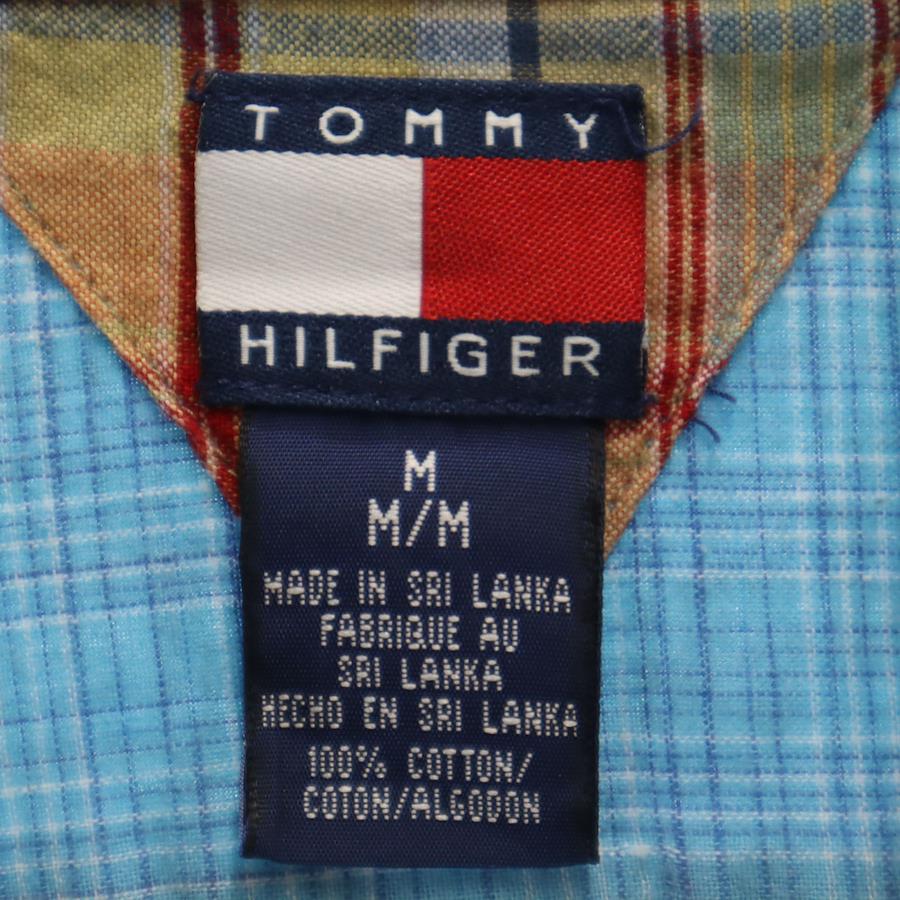 TOMMY
HILFIGER
M
M/M
MADE IN SRI LANKA
FABRIQUE AU
SRI LANKA
HECHO EN SRI LANKA
100% COTTON/
COTON/ALGODON